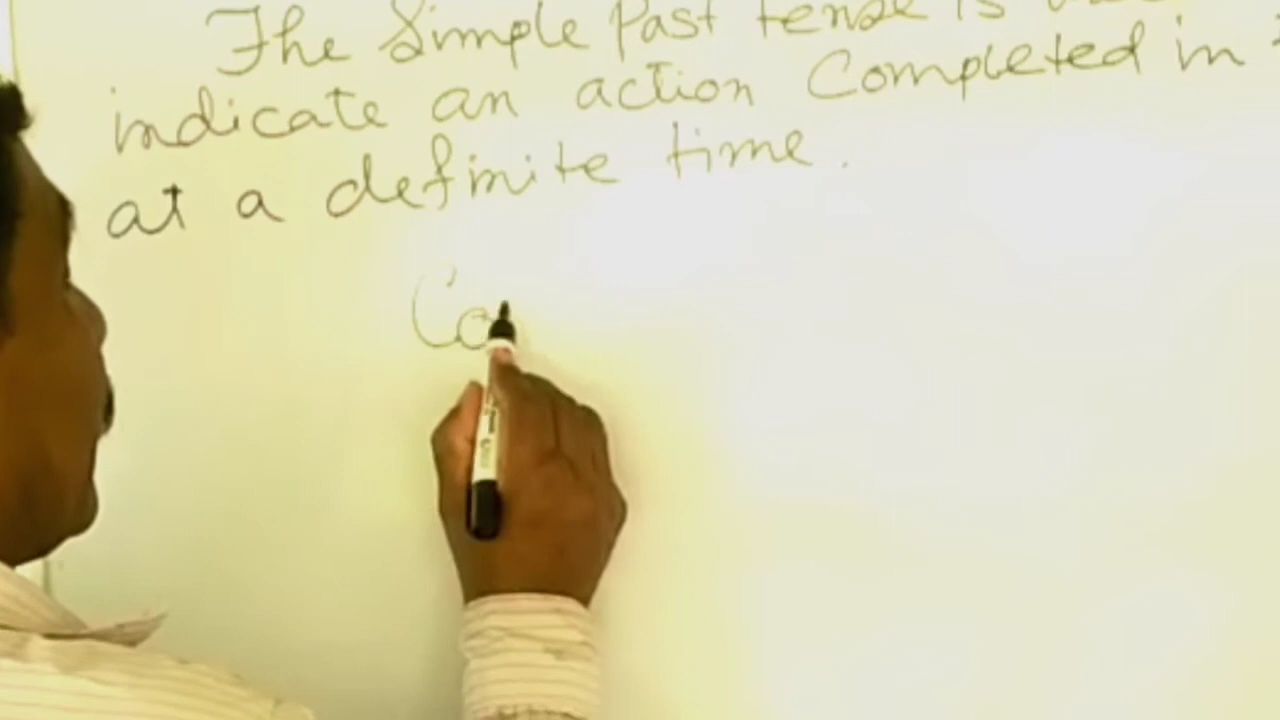 The Simple Past tense is
indicate an action Completed in
at a definite time.
Co